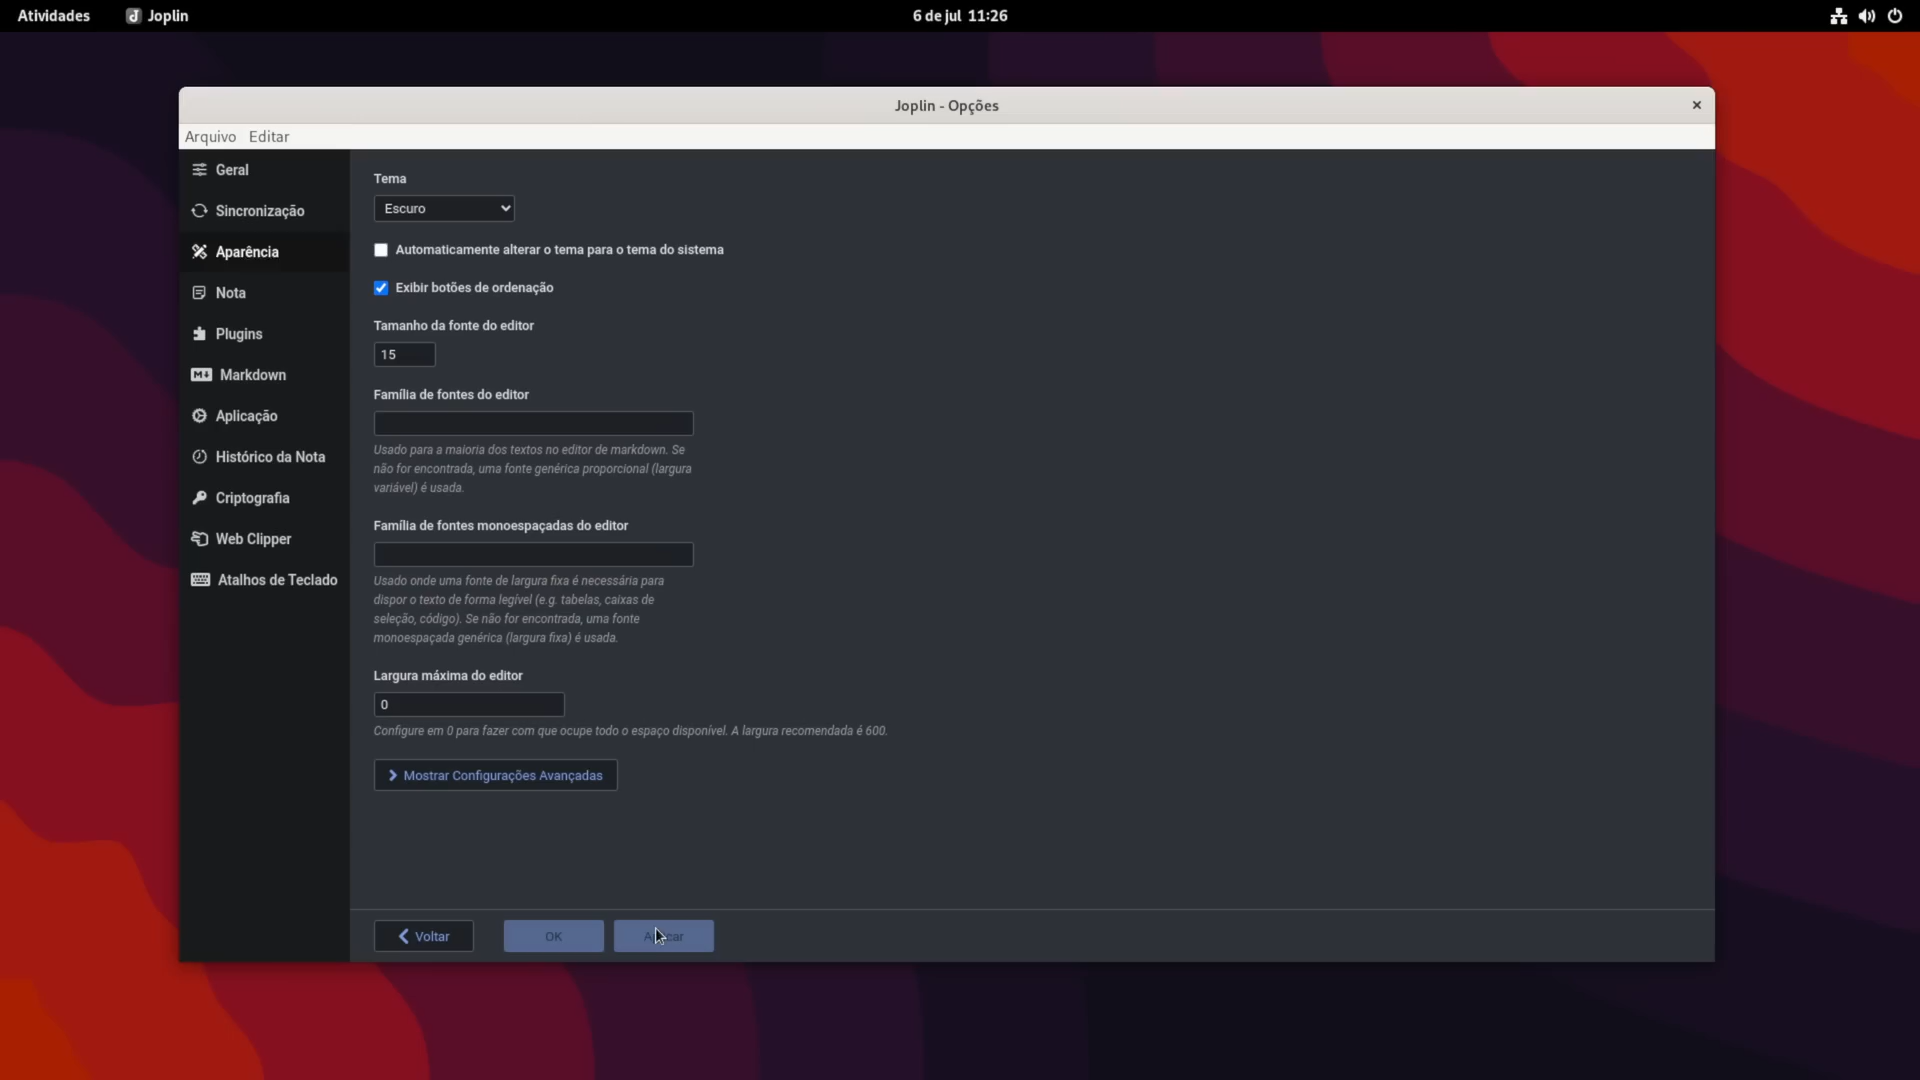 Atividades Joplin 6 de jul 11:26
Joplin - Opções
Arquivo Editar
Geral
Sincronização
Aparência
Nota
Plugins
Markdown
Aplicação
Histórico da Nota
Criptografia
Web Clipper
Atalhos de Teclado
Tema
Escuro
Automaticamente alterar o tema para o tema do sistema
Exibir botões de ordenação
Tamanho da fonte do editor
15
Família de fontes do editor
Usado para a maioria dos textos no editor de markdown. Se
não for encontrada, uma fonte genérica proporcional (largura
variável) é usada.
Família de fontes monoespaçadas do editor
Usado onde uma fonte de largura fixa é necessária para
dispor o texto de forma legível (e.g. tabelas, caixas de
seleção, código). Se não for encontrada, uma fonte
monoespaçada genérica (largura fixa) é usada.
Largura máxima do editor
0
Configure em 0 para fazer com que ocupe todo o espaço disponível. A largura recomendada é 600.
Mostrar Configurações Avançadas
Voltar OK